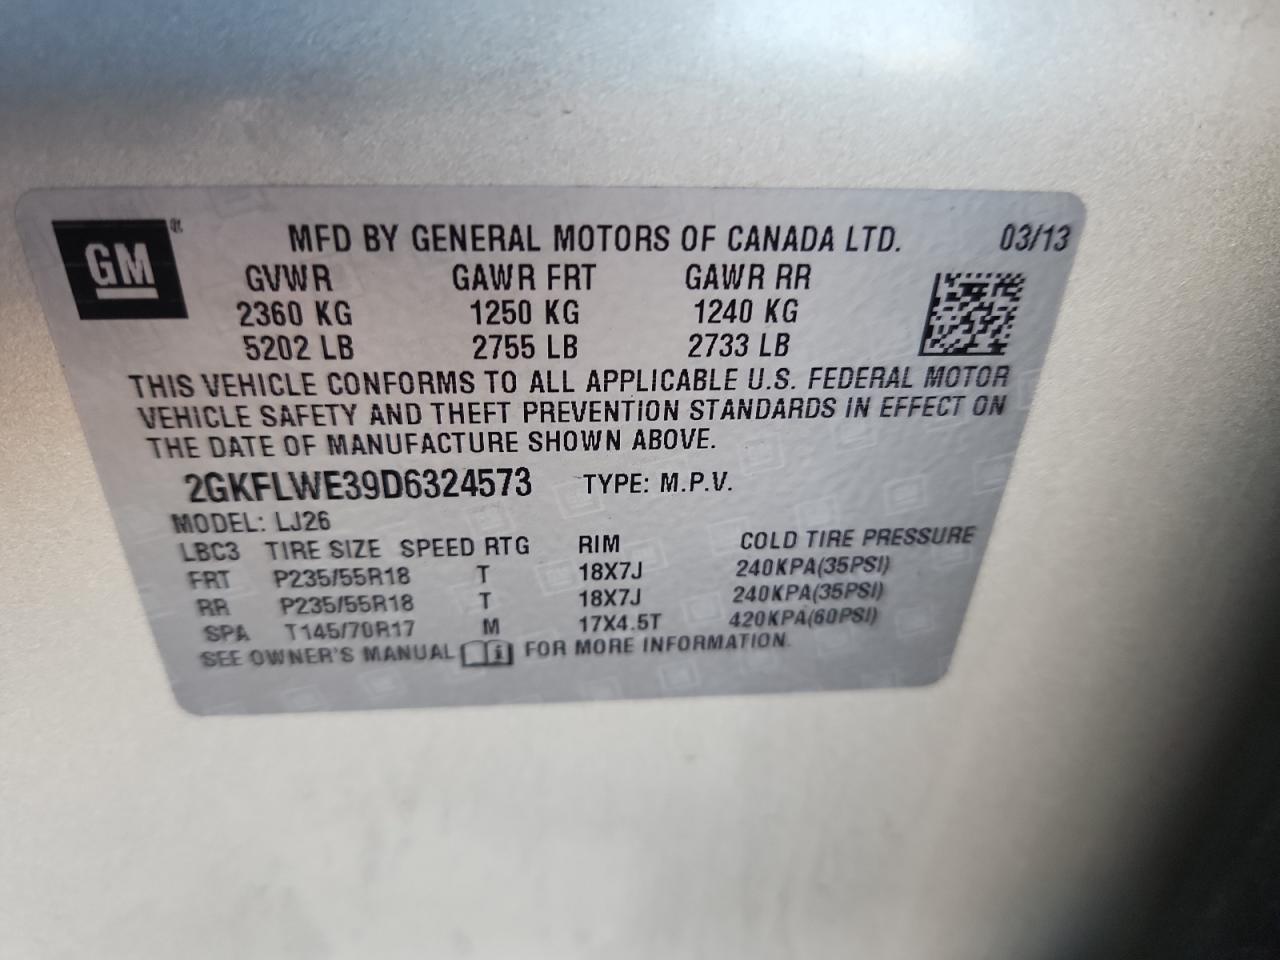 GM
MFD BY GENERAL MOTORS OF CANADA LTD. 03/13
GVWR GAWR FRT GAWR RR
2360 KG 1250 KG 1240 KG
5202 LB 2755 LB 2733 LB
THIS VEHICLE CONFORMS TO ALL APPLICABLE U.S. FEDERAL MOTOR
VEHICLE SAFETY AND THEFT PREVENTION STANDARDS IN EFFECT ON
THE DATE OF MANUFACTURE SHOWN ABOVE.
2GKFLWE39D6324573 TYPE: M.P.V.
MODEL: LJ26
LBC3 TIRE SIZE SPEED RTG RIM COLD TIRE PRESSURE
FRT P235/55R18 T 18X7J 240KPA(35PSI)
RR P235/55R18 T 18X7J 240KPA(35PSI)
SPA T145/70R17 M 17X4.5T 420KPA(60PSI)
SEE OWNER'S MANUAL FOR MORE INFORMATION.